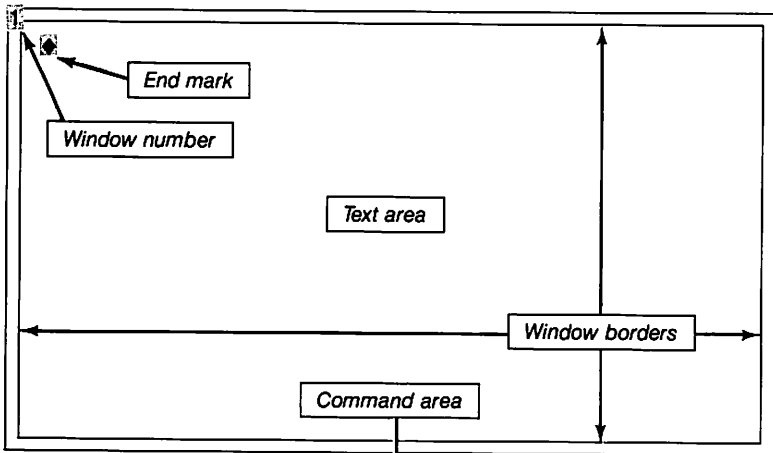 1
End mark
Window number
Text area
Window borders
Command area